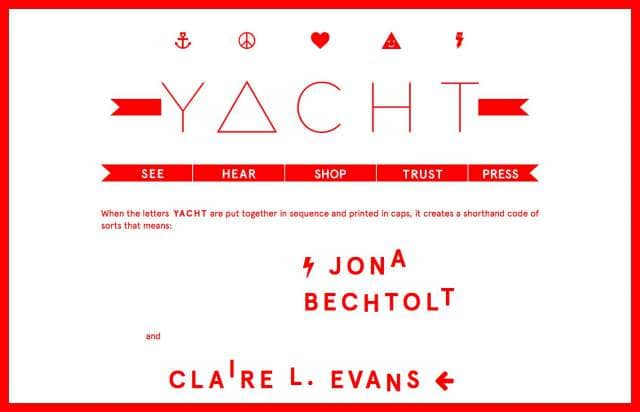 YACHT
SEE HEAR SHOP TRUST PRESS
When the letters YACHT are put together in sequence and printed in caps, it creates a shorthand code of
sorts that means:
JONA
BECHTOLT
and
CLAIRE L. EVANS